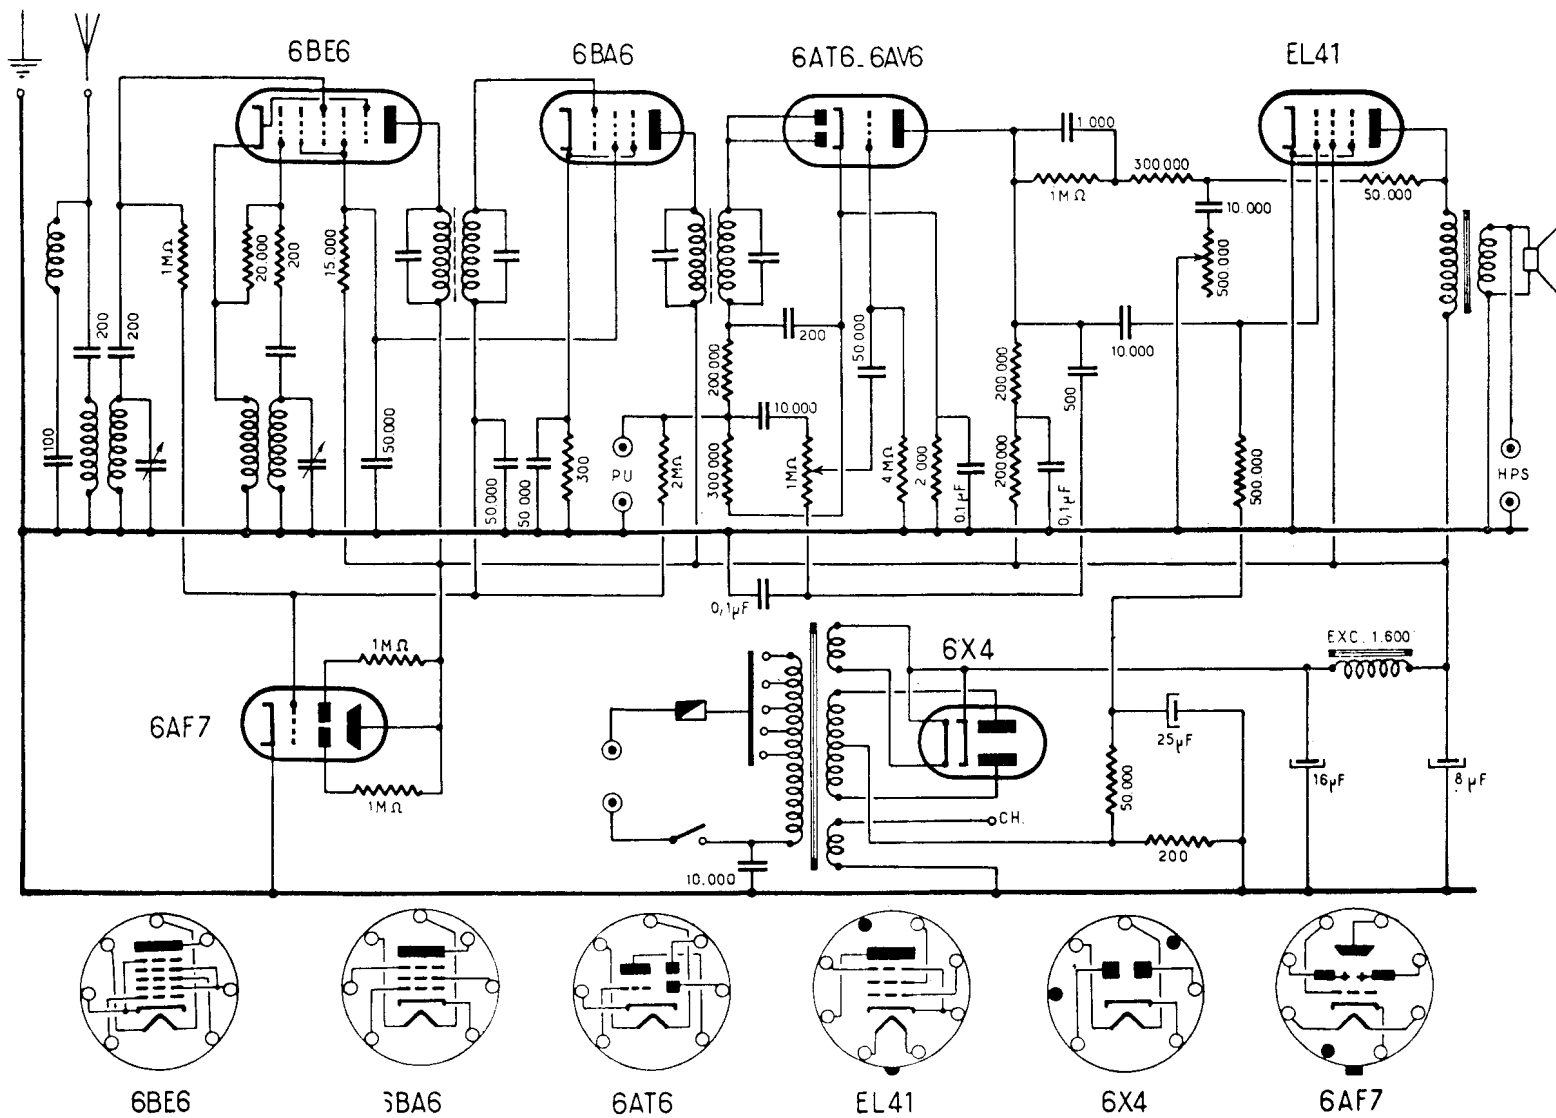 6BE6
6BA6
6AT6-6AV6
EL41
1.000
300.000
1MΩ
50.000
10.000
500.000
1MΩ
20.000
200
15.000
200
200
200
50.000
10.000
200.000
200.000
500
10.000
100
50.000
50.000
50.000
300
PU
2MΩ
300.000
1MΩ
4MΩ
2.000
0.1µF
200.000
0,1µF
500.000
HPS
0,1µF
1MΩ
6AF7
1MΩ
6X4
EXC. 1.600
25µF
16µF
8µF
50.000
CH.
200
10.000
6BE6
6BA6
6AT6
EL41
6X4
6AF7